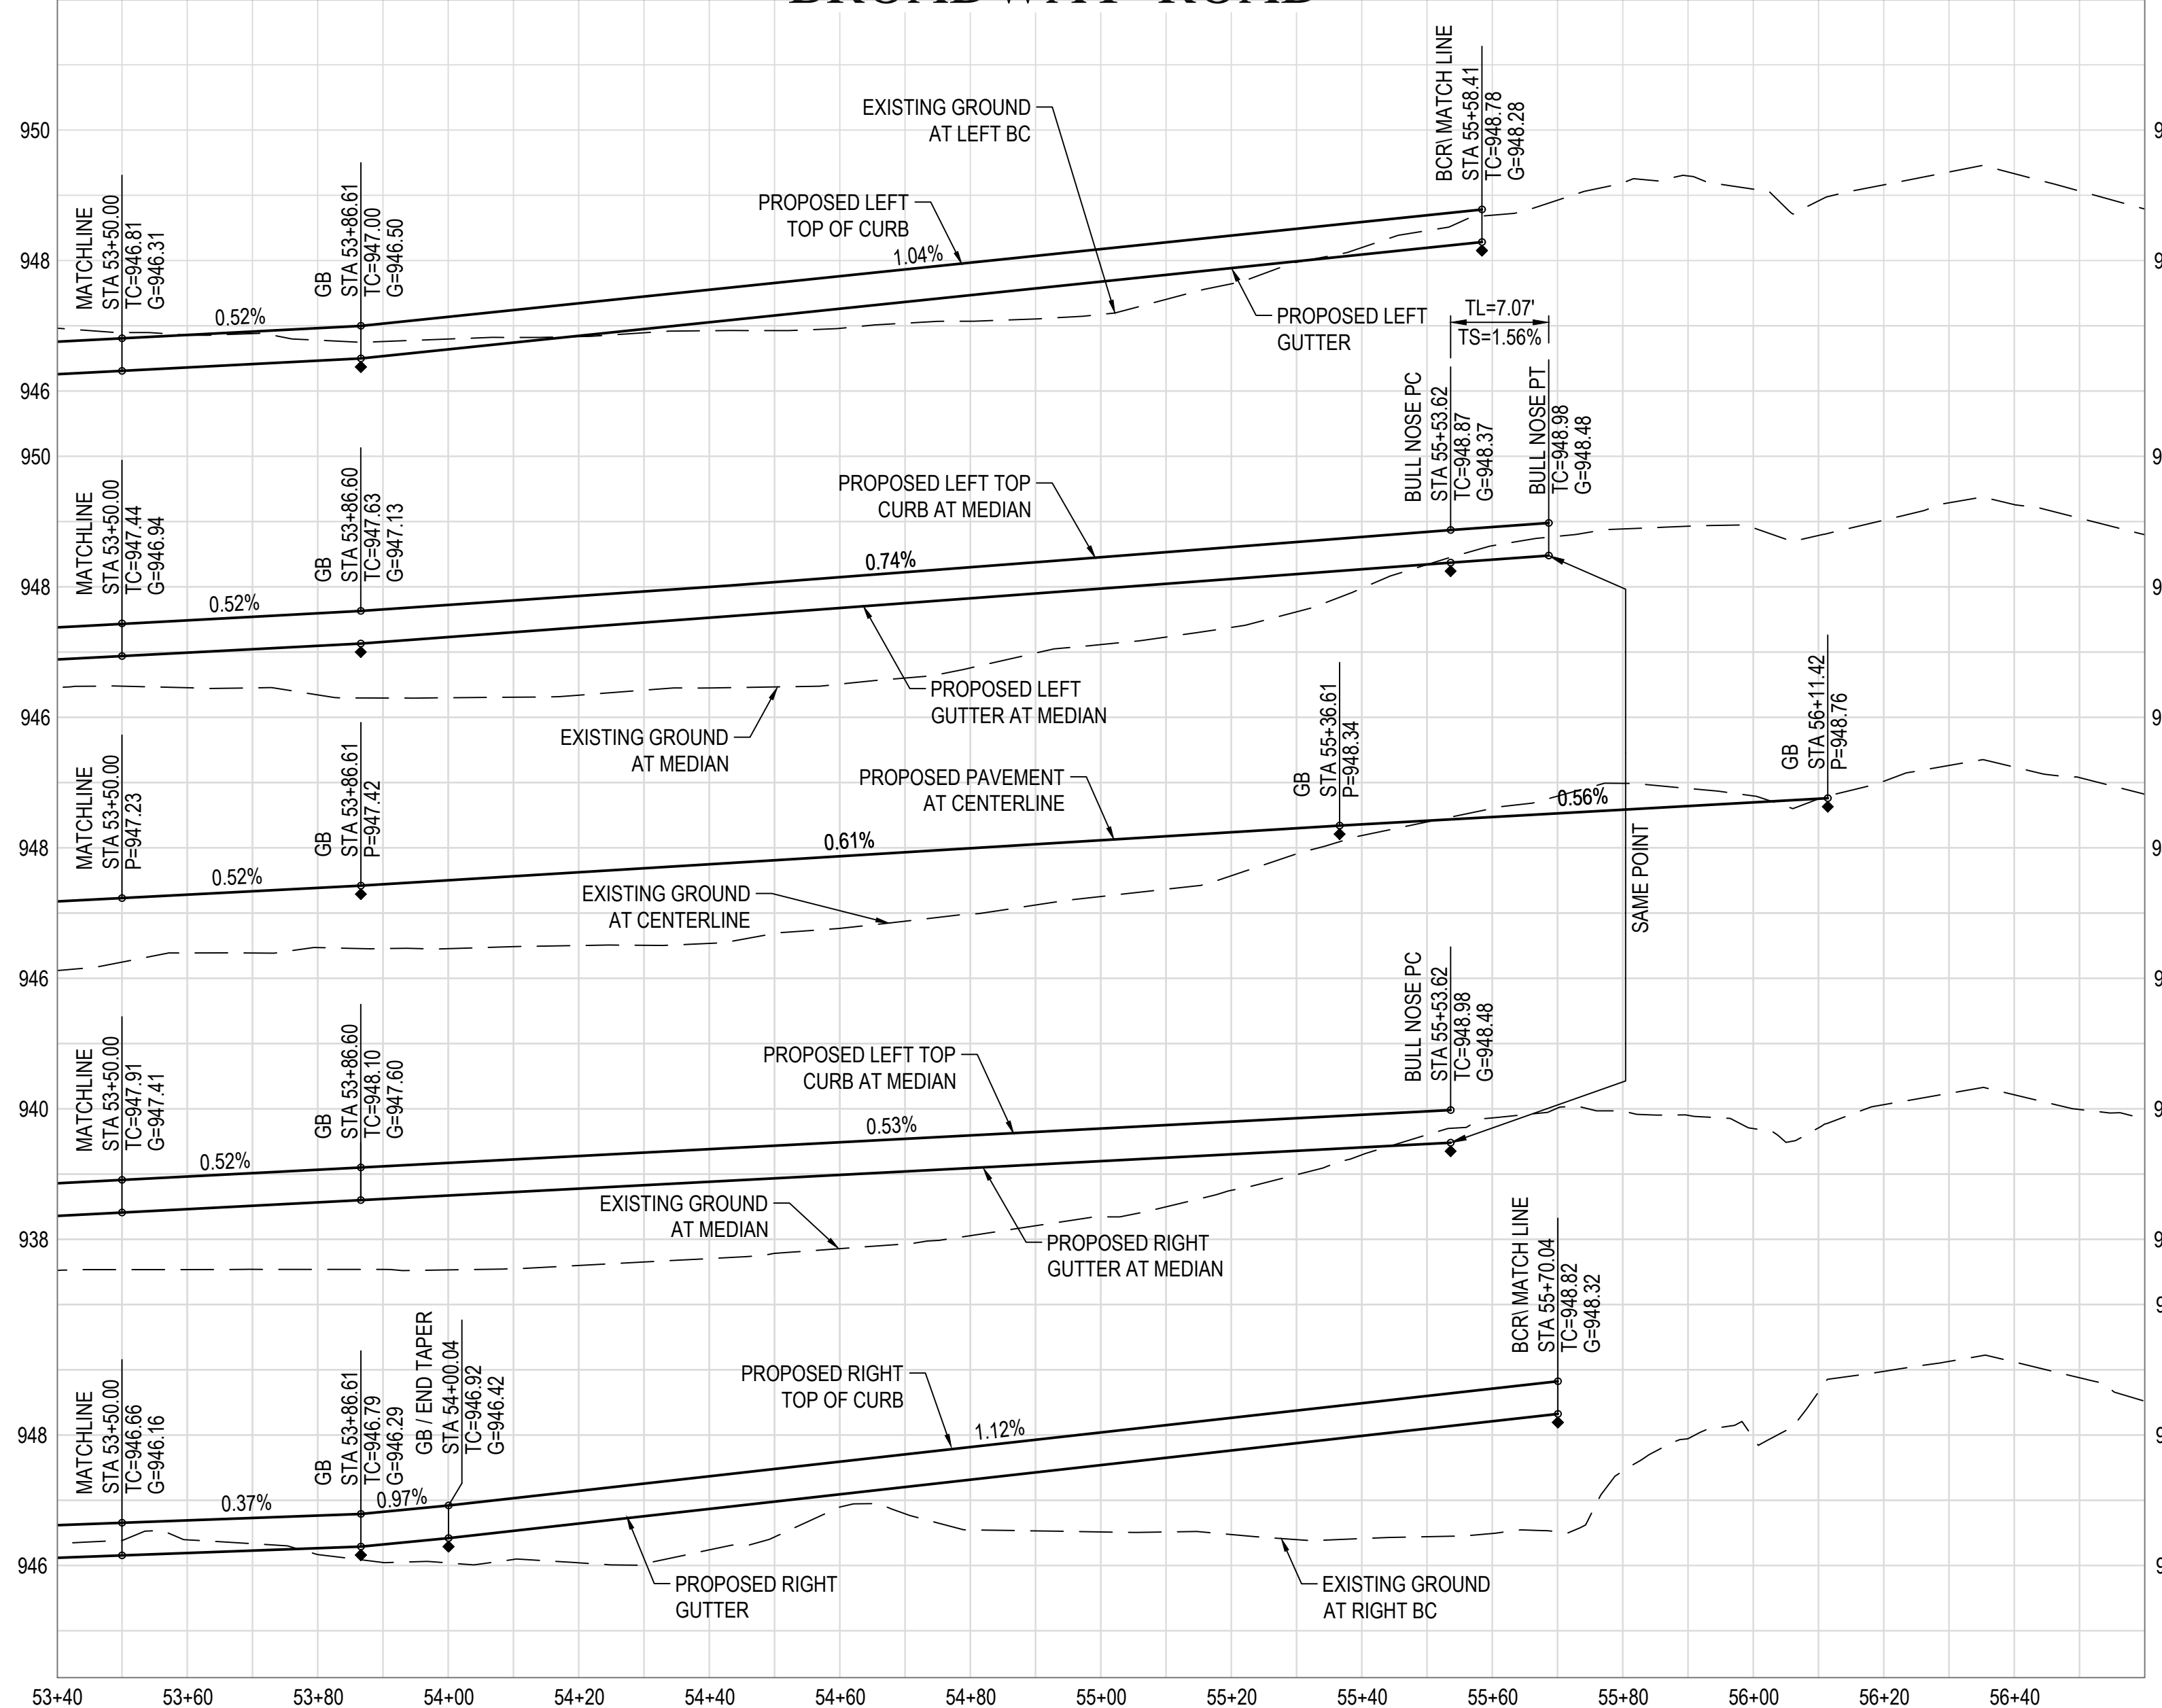 BROADWAY ROAD
950
948
946
MATCHLINE
STA 53+50.00
TC=946.81
G=946.31
0.52%
GB
STA 53+86.61
TC=947.00
G=946.50
EXISTING GROUND
AT LEFT BC
PROPOSED LEFT
TOP OF CURB
1.04%
BCR\ MATCH LINE
STA 55+58.41
TC=948.78
G=948.28
PROPOSED LEFT
GUTTER
TL=7.07'
TS=1.56%
950
948
946
MATCHLINE
STA 53+50.00
TC=947.44
G=946.94
0.52%
GB
STA 53+86.60
TC=947.63
G=947.13
PROPOSED LEFT TOP
CURB AT MEDIAN
0.74%
BULL NOSE PC
STA 55+53.62
TC=948.87
G=948.37
BULL NOSE PT
TC=948.98
G=948.48
PROPOSED LEFT
GUTTER AT MEDIAN
EXISTING GROUND
AT MEDIAN
948
946
MATCHLINE
STA 53+50.00
P=947.23
0.52%
GB
STA 53+86.61
P=947.42
PROPOSED PAVEMENT
AT CENTERLINE
0.61%
EXISTING GROUND
AT CENTERLINE
GB
STA 55+36.61
P=948.34
0.56%
GB
STA 56+11.42
P=948.76
SAME POINT
940
938
MATCHLINE
STA 53+50.00
TC=947.91
G=947.41
0.52%
GB
STA 53+86.60
TC=948.10
G=947.60
PROPOSED LEFT TOP
CURB AT MEDIAN
0.53%
BULL NOSE PC
STA 55+53.62
TC=948.98
G=948.48
EXISTING GROUND
AT MEDIAN
PROPOSED RIGHT
GUTTER AT MEDIAN
948
946
MATCHLINE
STA 53+50.00
TC=946.66
G=946.16
0.37%
GB
STA 53+86.61
TC=946.79
G=946.29
0.97%
GB / END TAPER
STA 54+00.04
TC=946.92
G=946.42
PROPOSED RIGHT
TOP OF CURB
1.12%
BCR\ MATCH LINE
STA 55+70.04
TC=948.82
G=948.32
PROPOSED RIGHT
GUTTER
EXISTING GROUND
AT RIGHT BC
53+40 53+60 53+80 54+00 54+20 54+40 54+60 54+80 55+00 55+20 55+40 55+60 55+80 56+00 56+20 56+40